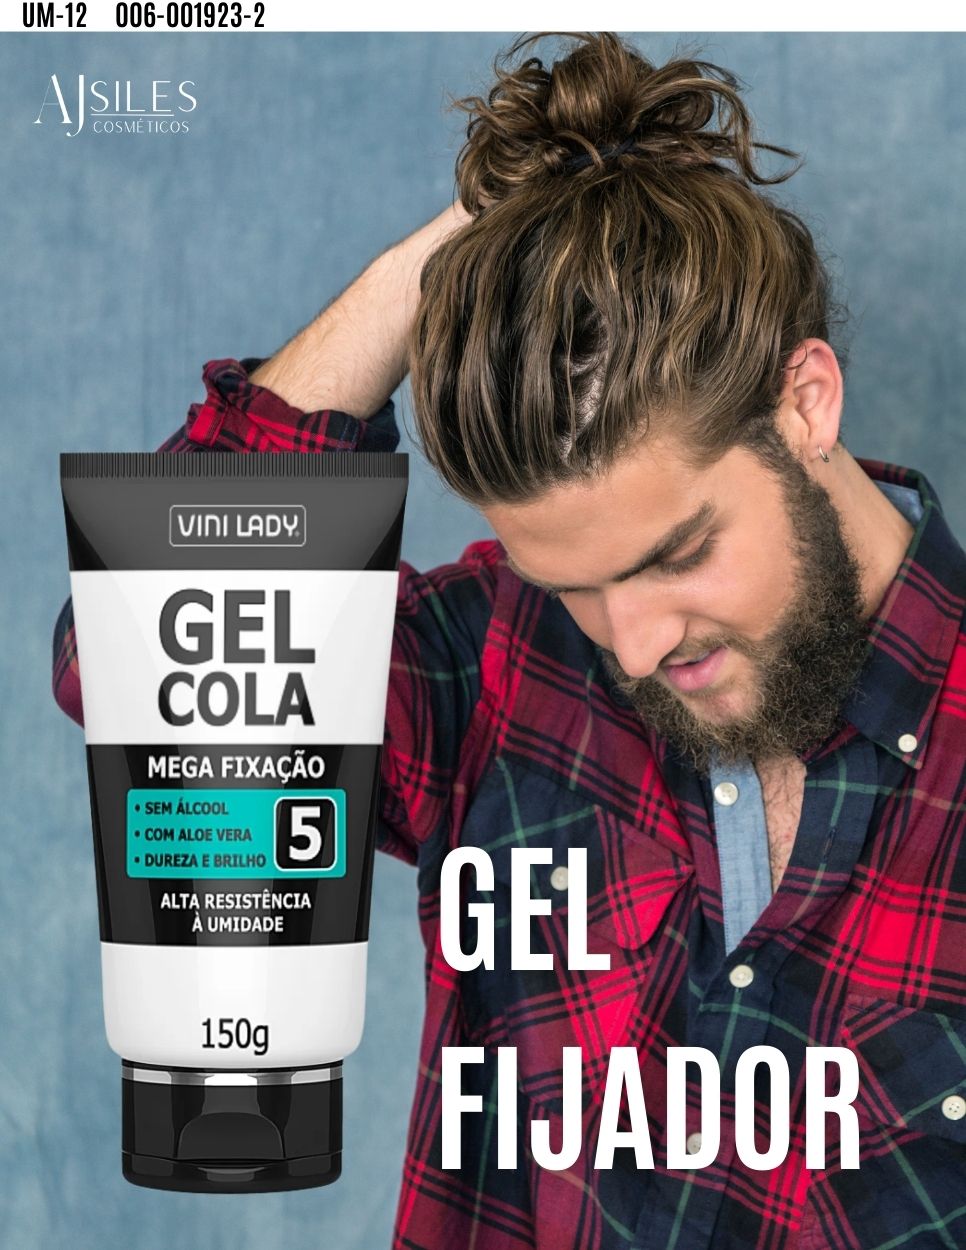 UM-12 006-001923-2
AJSILES
COSMÉTICOS
VINI LADY®
GEL
COLA
MEGA FIXAÇÃO
• SEM ÁLCOOL
• COM ALOE VERA
• DUREZA E BRILHO
5
ALTA RESISTÊNCIA
À UMIDADE
150g
GEL
FIJADOR